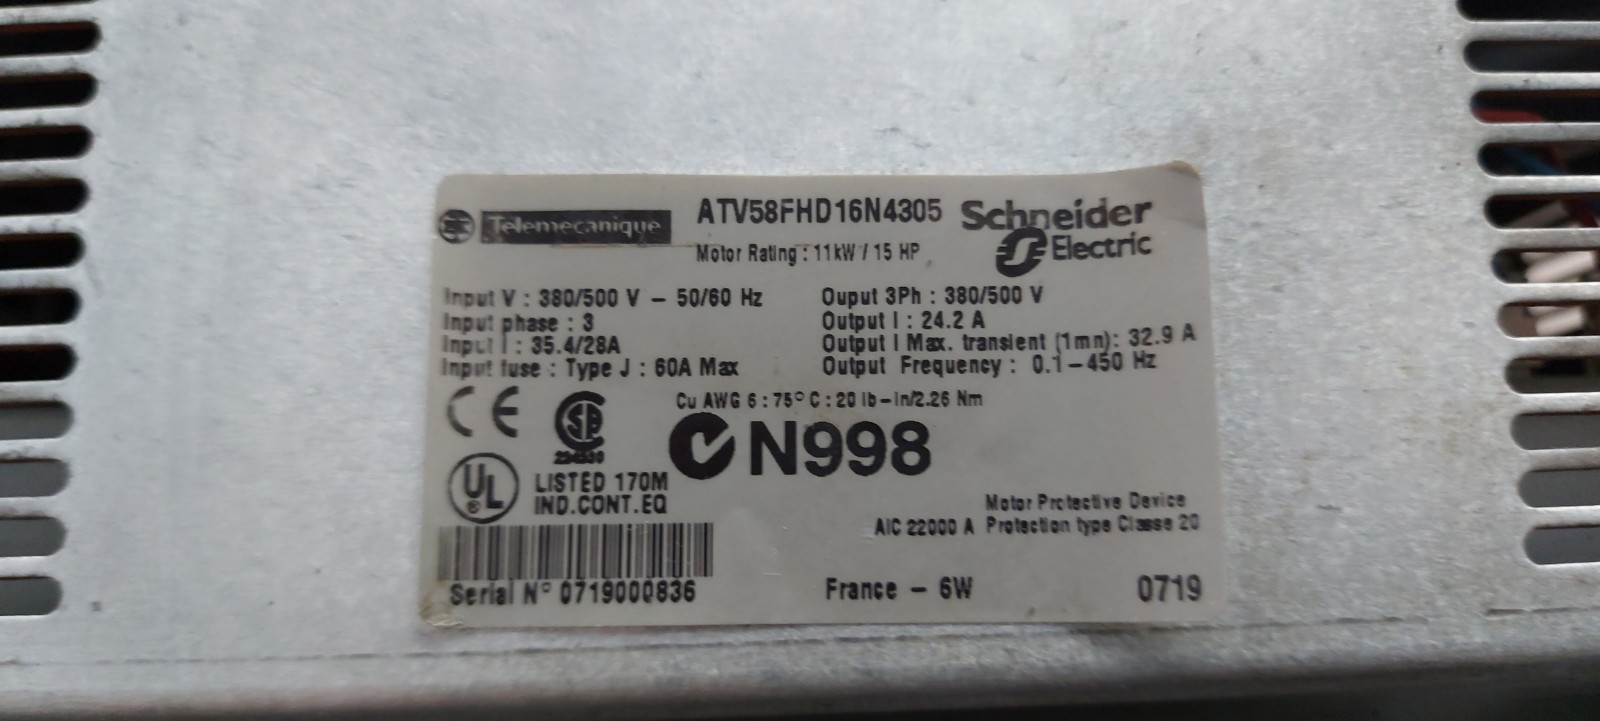 Telemecanique
ATV58FHD16N4305
Schneider
Electric
Motor Rating : 11kW / 15 HP
Input V : 380/500 V – 50/60 Hz
Input phase : 3
Input I : 35.4/28A
Input fuse : Type J : 60A Max
Ouput 3Ph : 380/500 V
Output I : 24.2 A
Output I Max. transient (1mn): 32.9 A
Output Frequency : 0.1–450 Hz
Cu AWG 6 : 75° C : 20 lb–in/2.26 Nm
CE
N998
UL
LISTED 170M
IND.CONT.EQ
Motor Protective Device
AIC 22000 A Protection type Classe 20
Serial N° 0719000836
France – 6W
0719